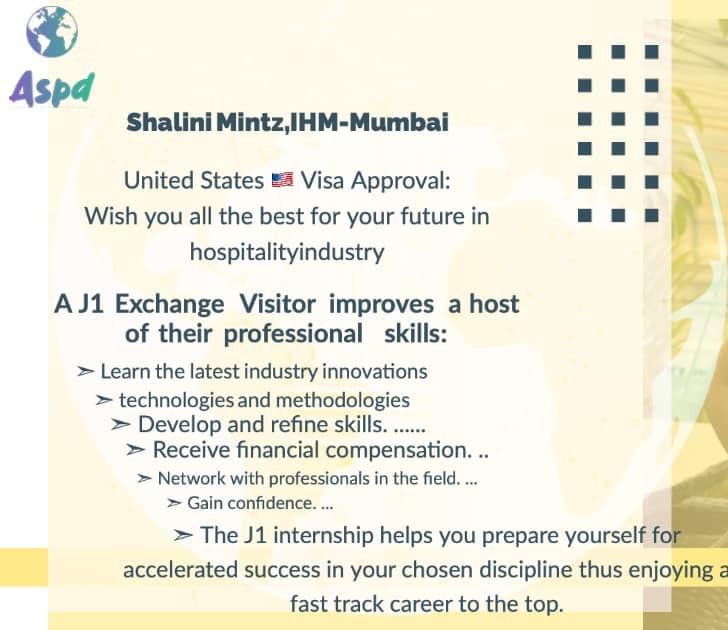 Aspd
Shalini Mintz,IHM-Mumbai
United States 🇺🇸 Visa Approval:
Wish you all the best for your future in
hospitalityindustry
A J1 Exchange Visitor improves a host
of their professional skills:
➣ Learn the latest industry innovations
➣ technologies and methodologies
➣ Develop and refine skills. ......
➣ Receive financial compensation. ..
➣ Network with professionals in the field. ...
➣ Gain confidence. ...
➣ The J1 internship helps you prepare yourself for
accelerated success in your chosen discipline thus enjoying a
fast track career to the top.